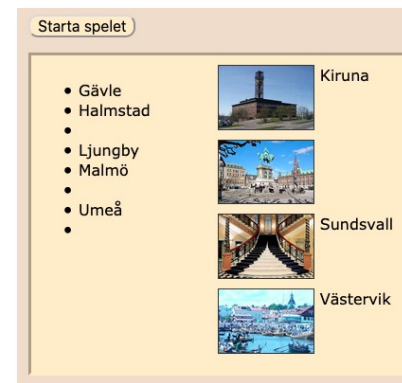 Starta spelet
Gävle
Halmstad
Ljungby
Malmö
Umeå
Kiruna
Sundsvall
Västervik